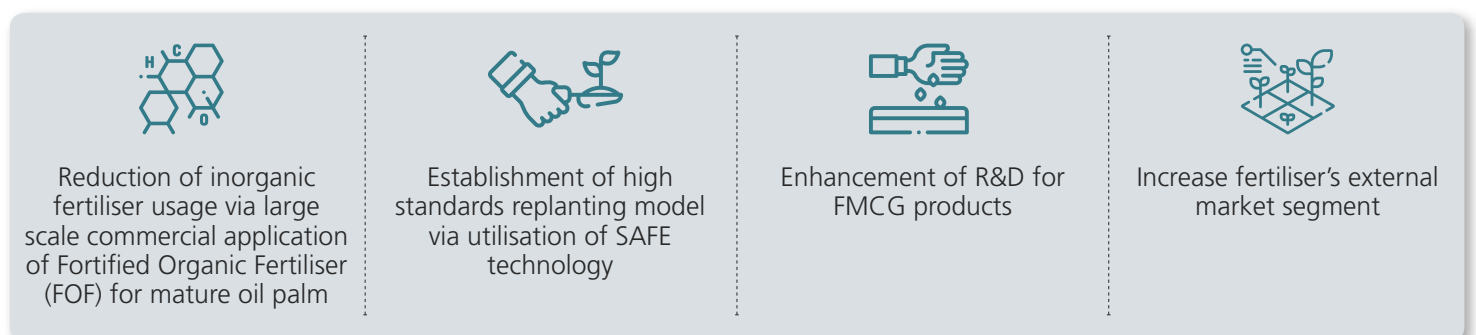 H C
O
Reduction of inorganic
fertiliser usage via large
scale commercial application
of Fortified Organic Fertiliser
(FOF) for mature oil palm
Establishment of high
standards replanting model
via utilisation of SAFE
technology
Enhancement of R&D for
FMCG products
Increase fertiliser's external
market segment